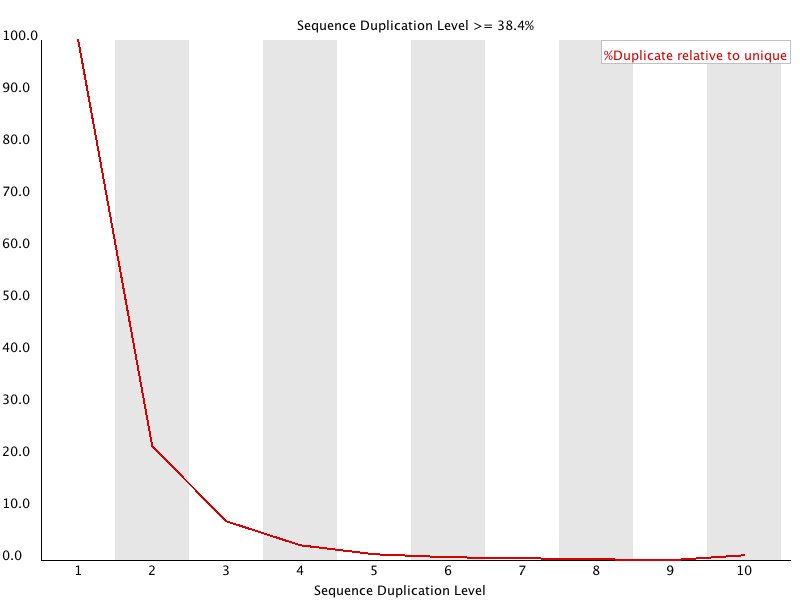 Sequence Duplication Level >= 38.4%
%Duplicate relative to unique
100.0
90.0
80.0
70.0
60.0
50.0
40.0
30.0
20.0
10.0
0.0
1 2 3 4 5 6 7 8 9 10
Sequence Duplication Level